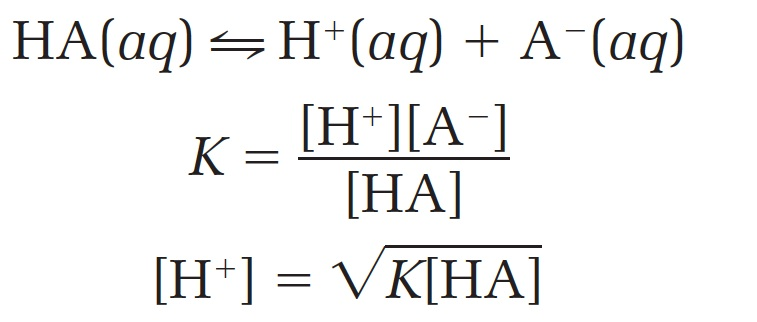 HA(aq) ⇌ H⁺(aq) + A⁻(aq)
K = [H⁺][A⁻] / [HA]
[H⁺] = √K[HA]